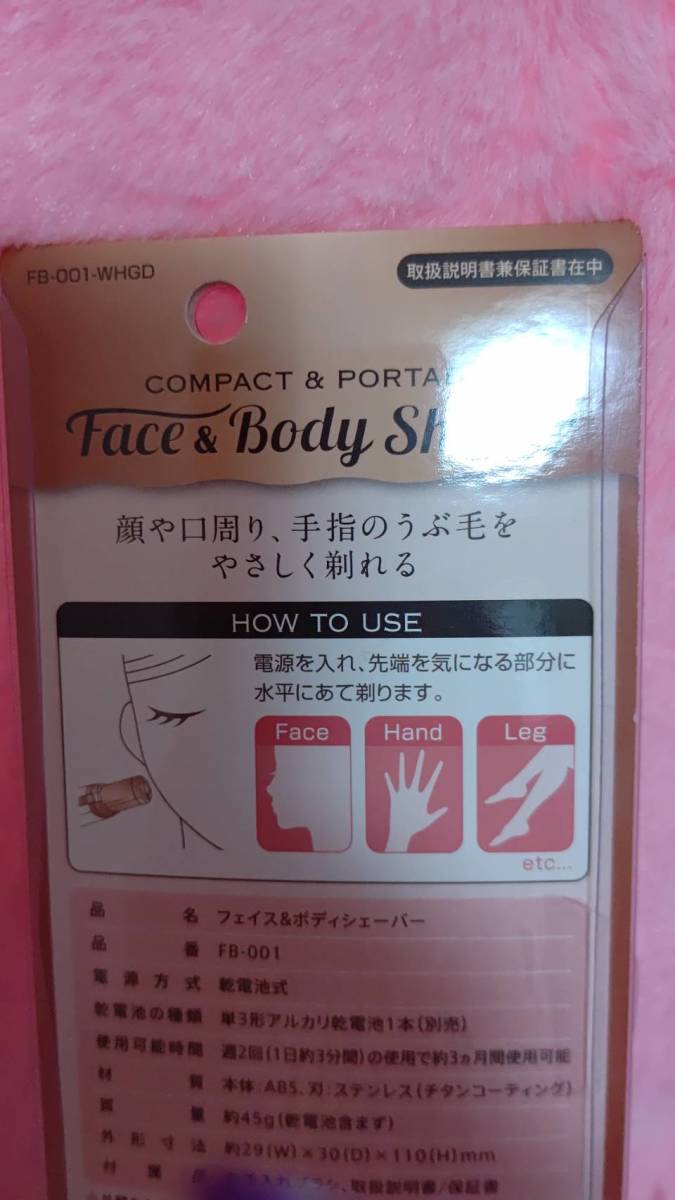 FB-001-WHGD
取扱説明書兼保証書在中
COMPACT &
Face & Body
顔や口周り、手指のうぶ毛を
やさしく剃れる
HOW TO USE
電源を入れ、先端を気になる部分に
水平にあて剃ります。
Face Hand Leg
etc...
品名 フェイス&ボディシェーバー
品番 FB-001
電源方式 乾電池式
乾電池の種類 単3形アルカリ乾電池1本(別売)
使用可能時間 週2回(1日約3分間)の使用で約3ヵ月間使用可能
材質 本体:ABS、刃:ステンレス(チタンコーティング)
質量 約45g(乾電池含まず)
外形寸法 約29(W)×30(D)×110(H)mm
付属品 お手入れブラシ、取扱説明書/保証書